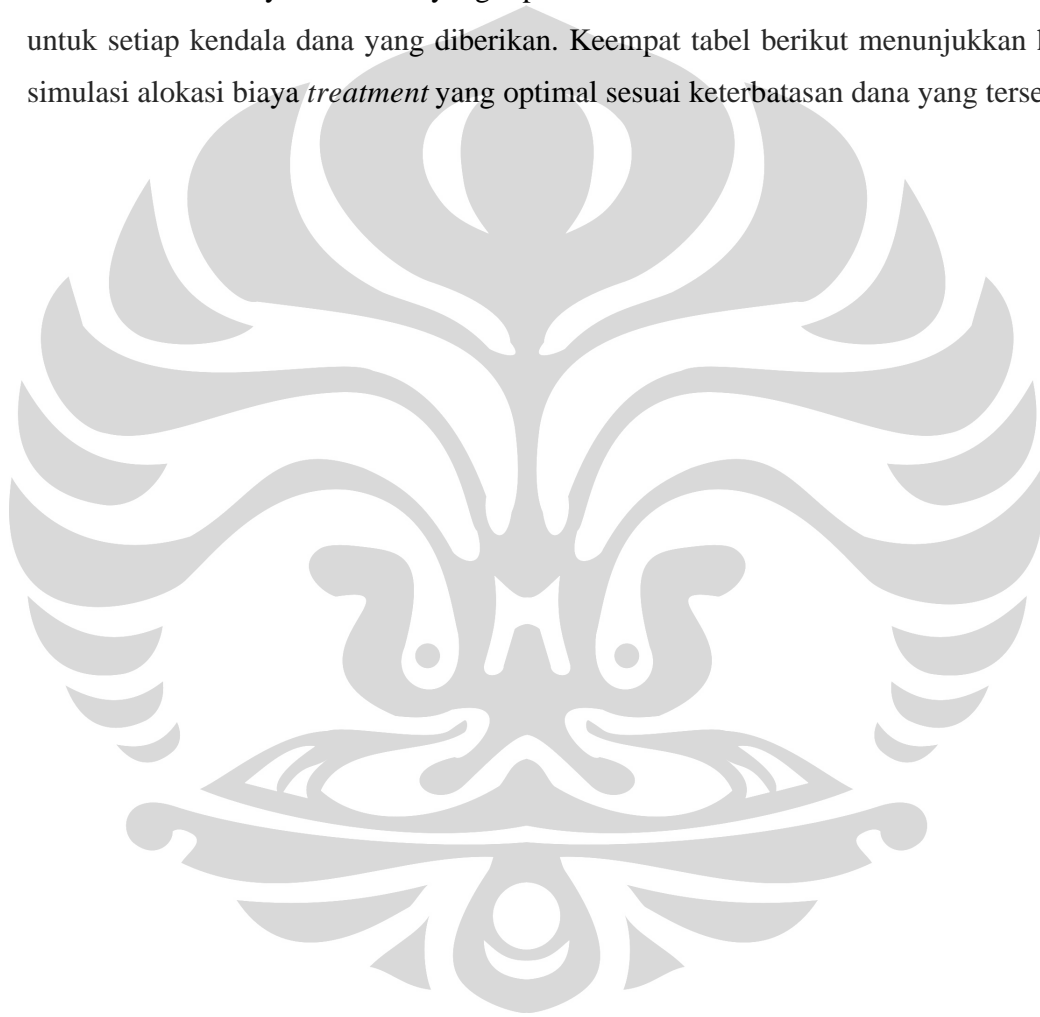 untuk setiap kendala dana yang diberikan. Keempat tabel berikut menunjukkan
simulasi alokasi biaya treatment yang optimal sesuai keterbatasan dana yang